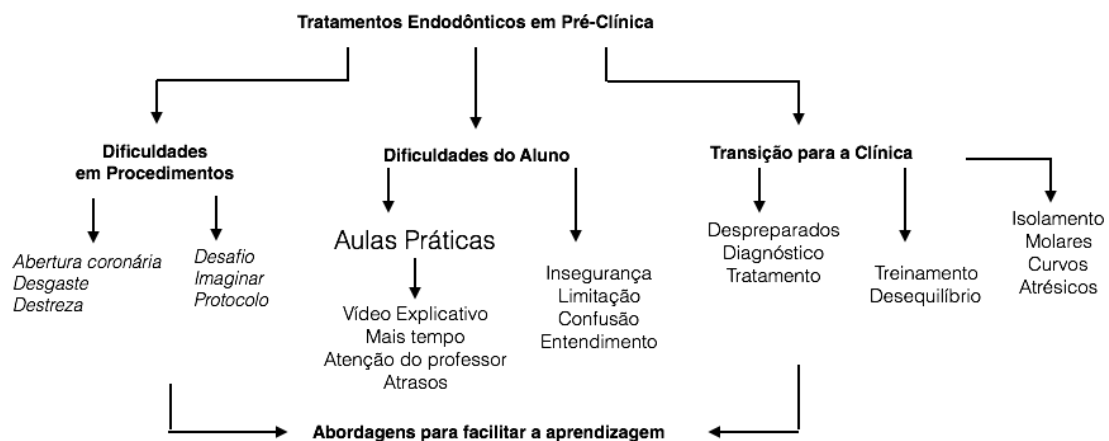 Tratamentos Endodônticos em Pré-Clínica
Dificuldades
em Procedimentos
Abertura coronária
Desgaste
Destreza
Desafio
Imaginar
Protocolo
Dificuldades do Aluno
Aulas Práticas
Vídeo Explicativo
Mais tempo
Atenção do professor
Atrasos
Insegurança
Limitação
Confusão
Entendimento
Transição para a Clínica
Despreparados
Diagnóstico
Tratamento
Treinamento
Desequilíbrio
Isolamento
Molares
Curvos
Atrésicos
Abordagens para facilitar a aprendizagem